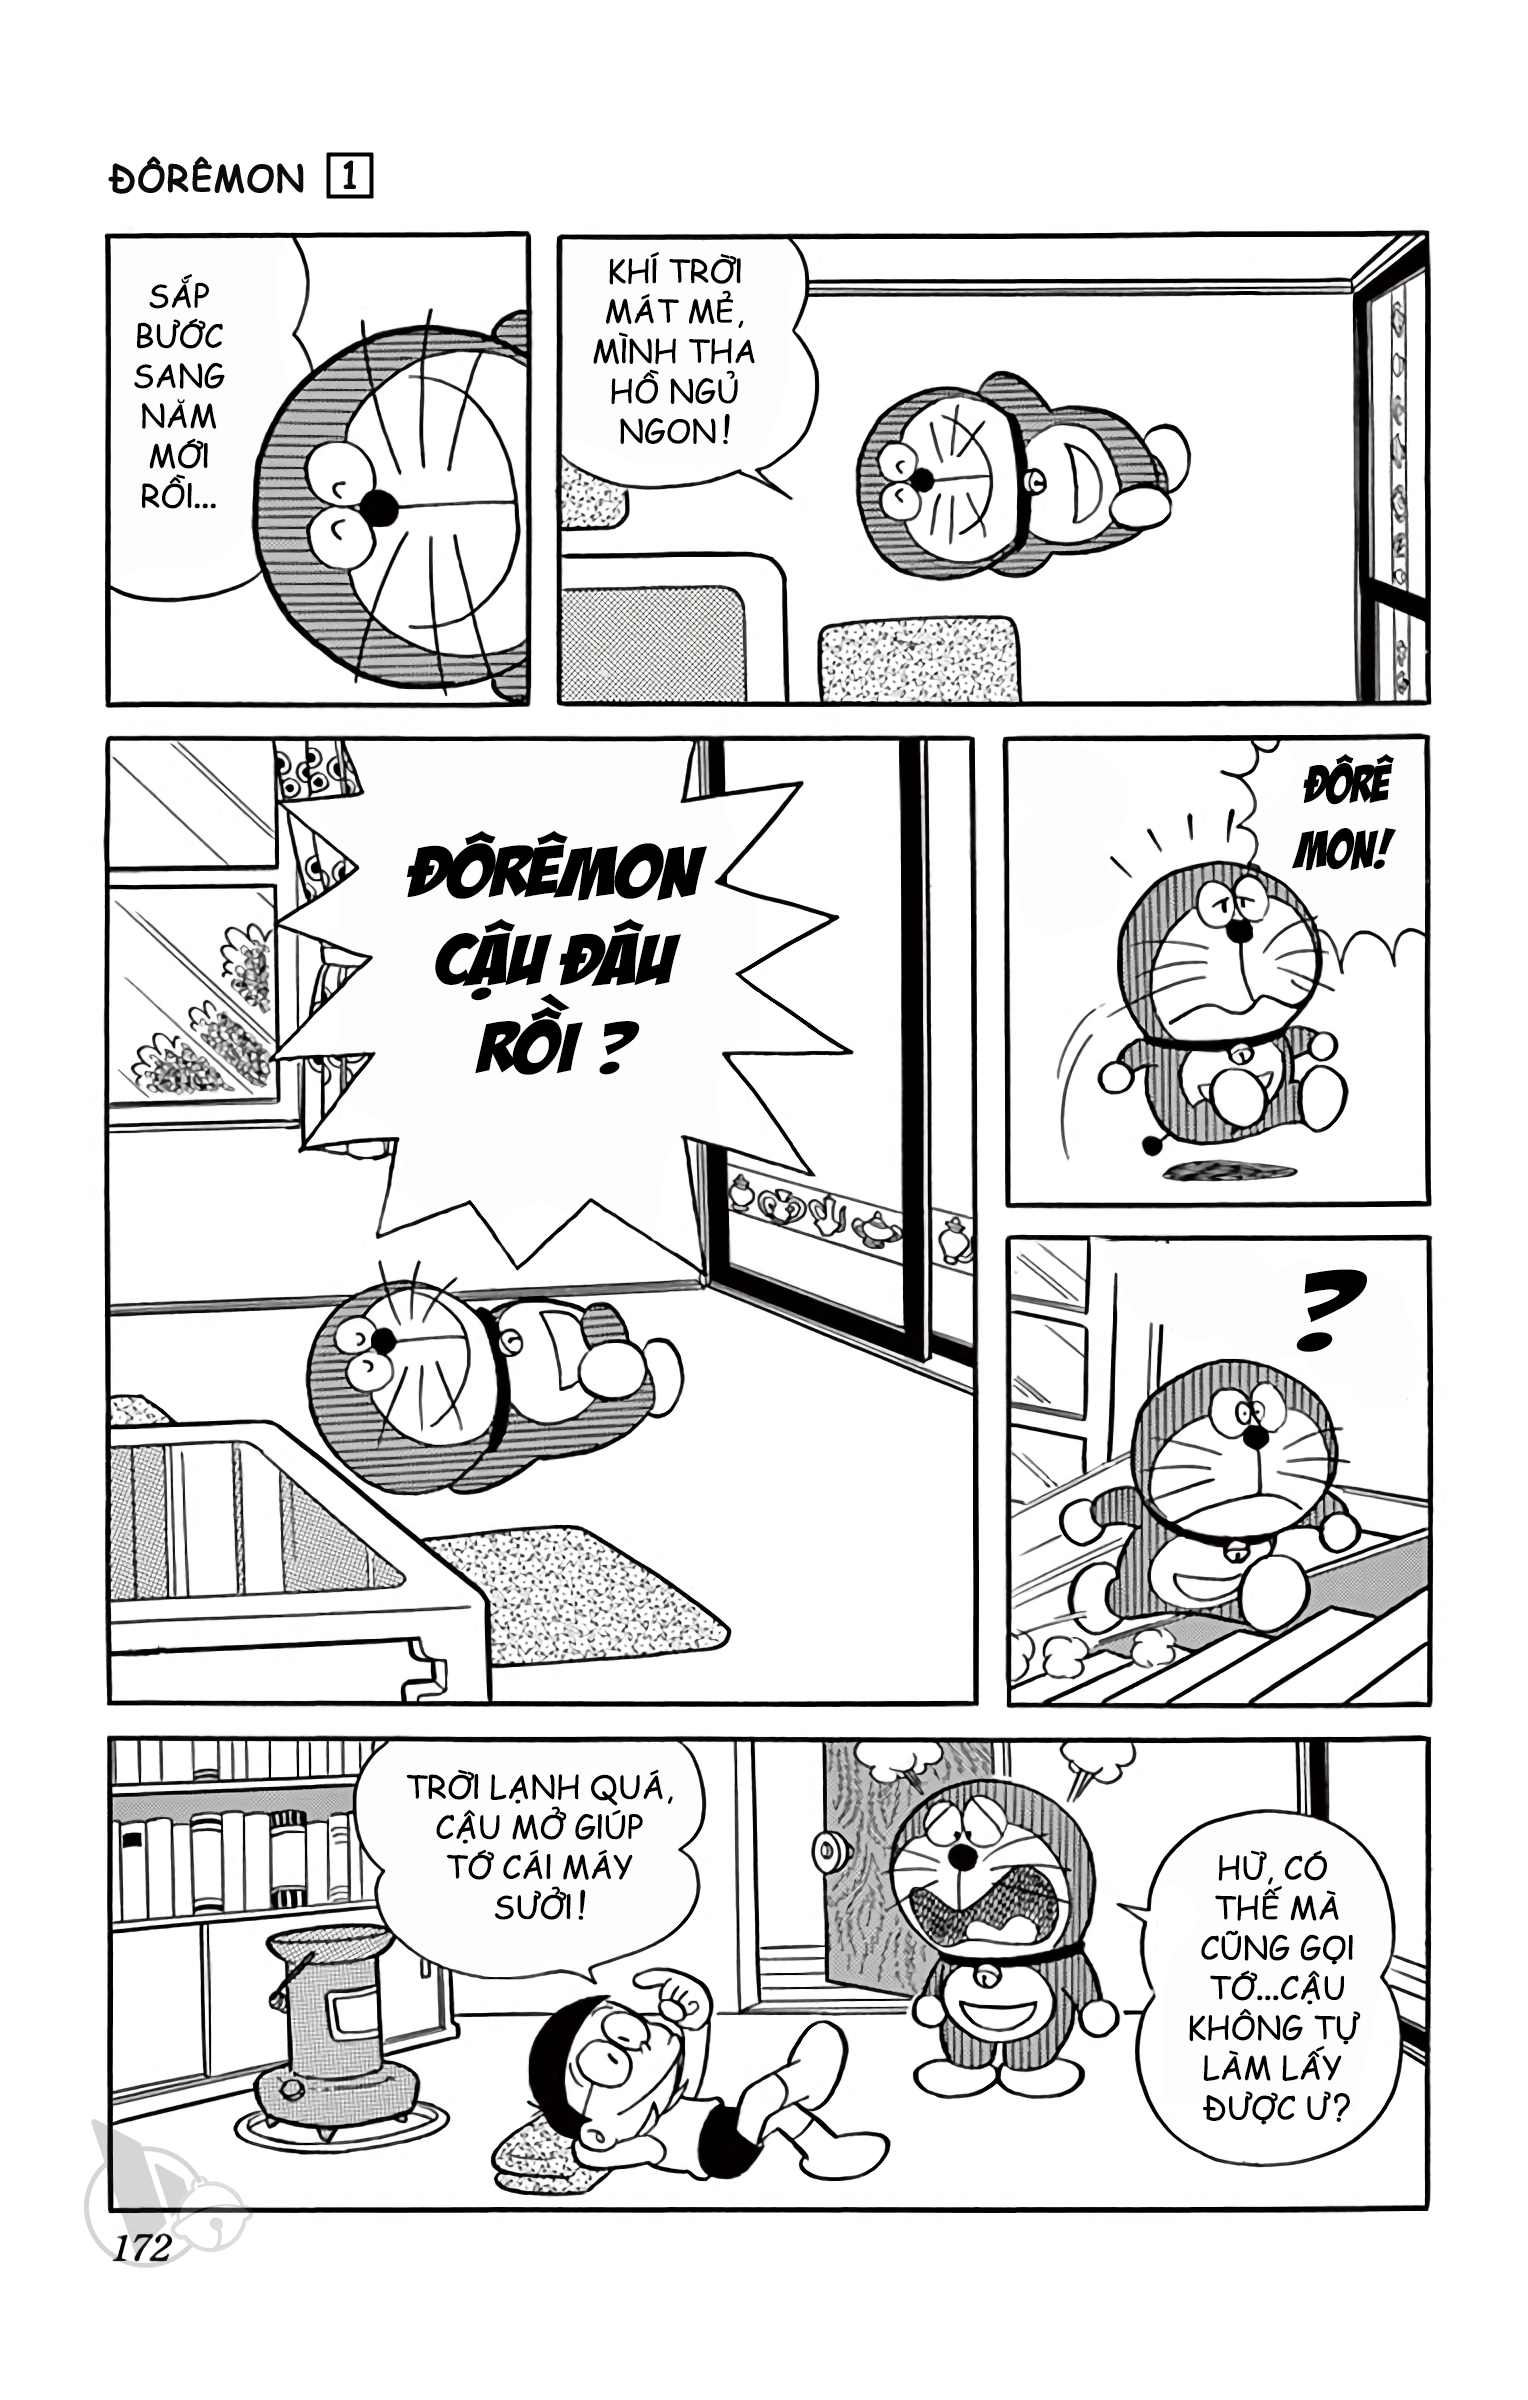 ĐÔRÊMON 1
SẮP
BƯỚC
SANG
NĂM
MỚI
RỒI...
KHÍ TRỜI
MÁT MẺ,
MÌNH THA
HỒ NGỦ
NGON!
ĐÔRÊMON
CẬU ĐÂU
RỒI ?
ĐÔRÊ
MON!
?
TRỜI LẠNH QUÁ,
CẬU MỞ GIÚP
TỚ CÁI MÁY
SƯỞI!
HỪ, CÓ
THẾ MÀ
CŨNG GỌI
TỚ...CẬU
KHÔNG TỰ
LÀM LẤY
ĐƯỢC Ư?
172